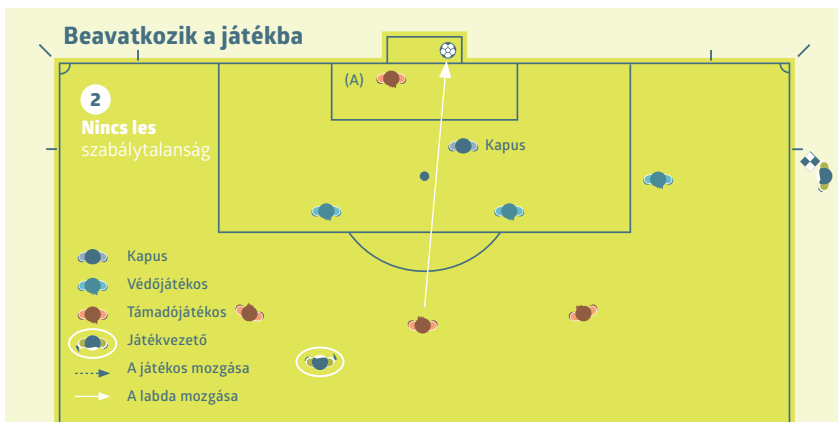 Beavatkozik a játékba
(A)
2
Nincs les
szabálytalanság
Kapus
Kapus
Védőjátékos
Támadójátékos
Játékvezető
A játékos mozgása
A labda mozgása